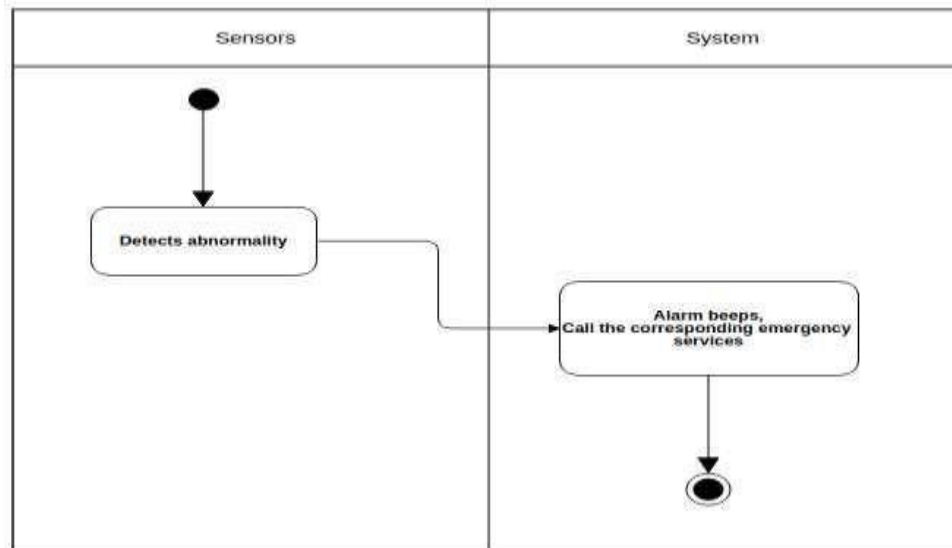 Sensors
System
Detects abnormality
Alarm beeps,
Call the corresponding emergency
services